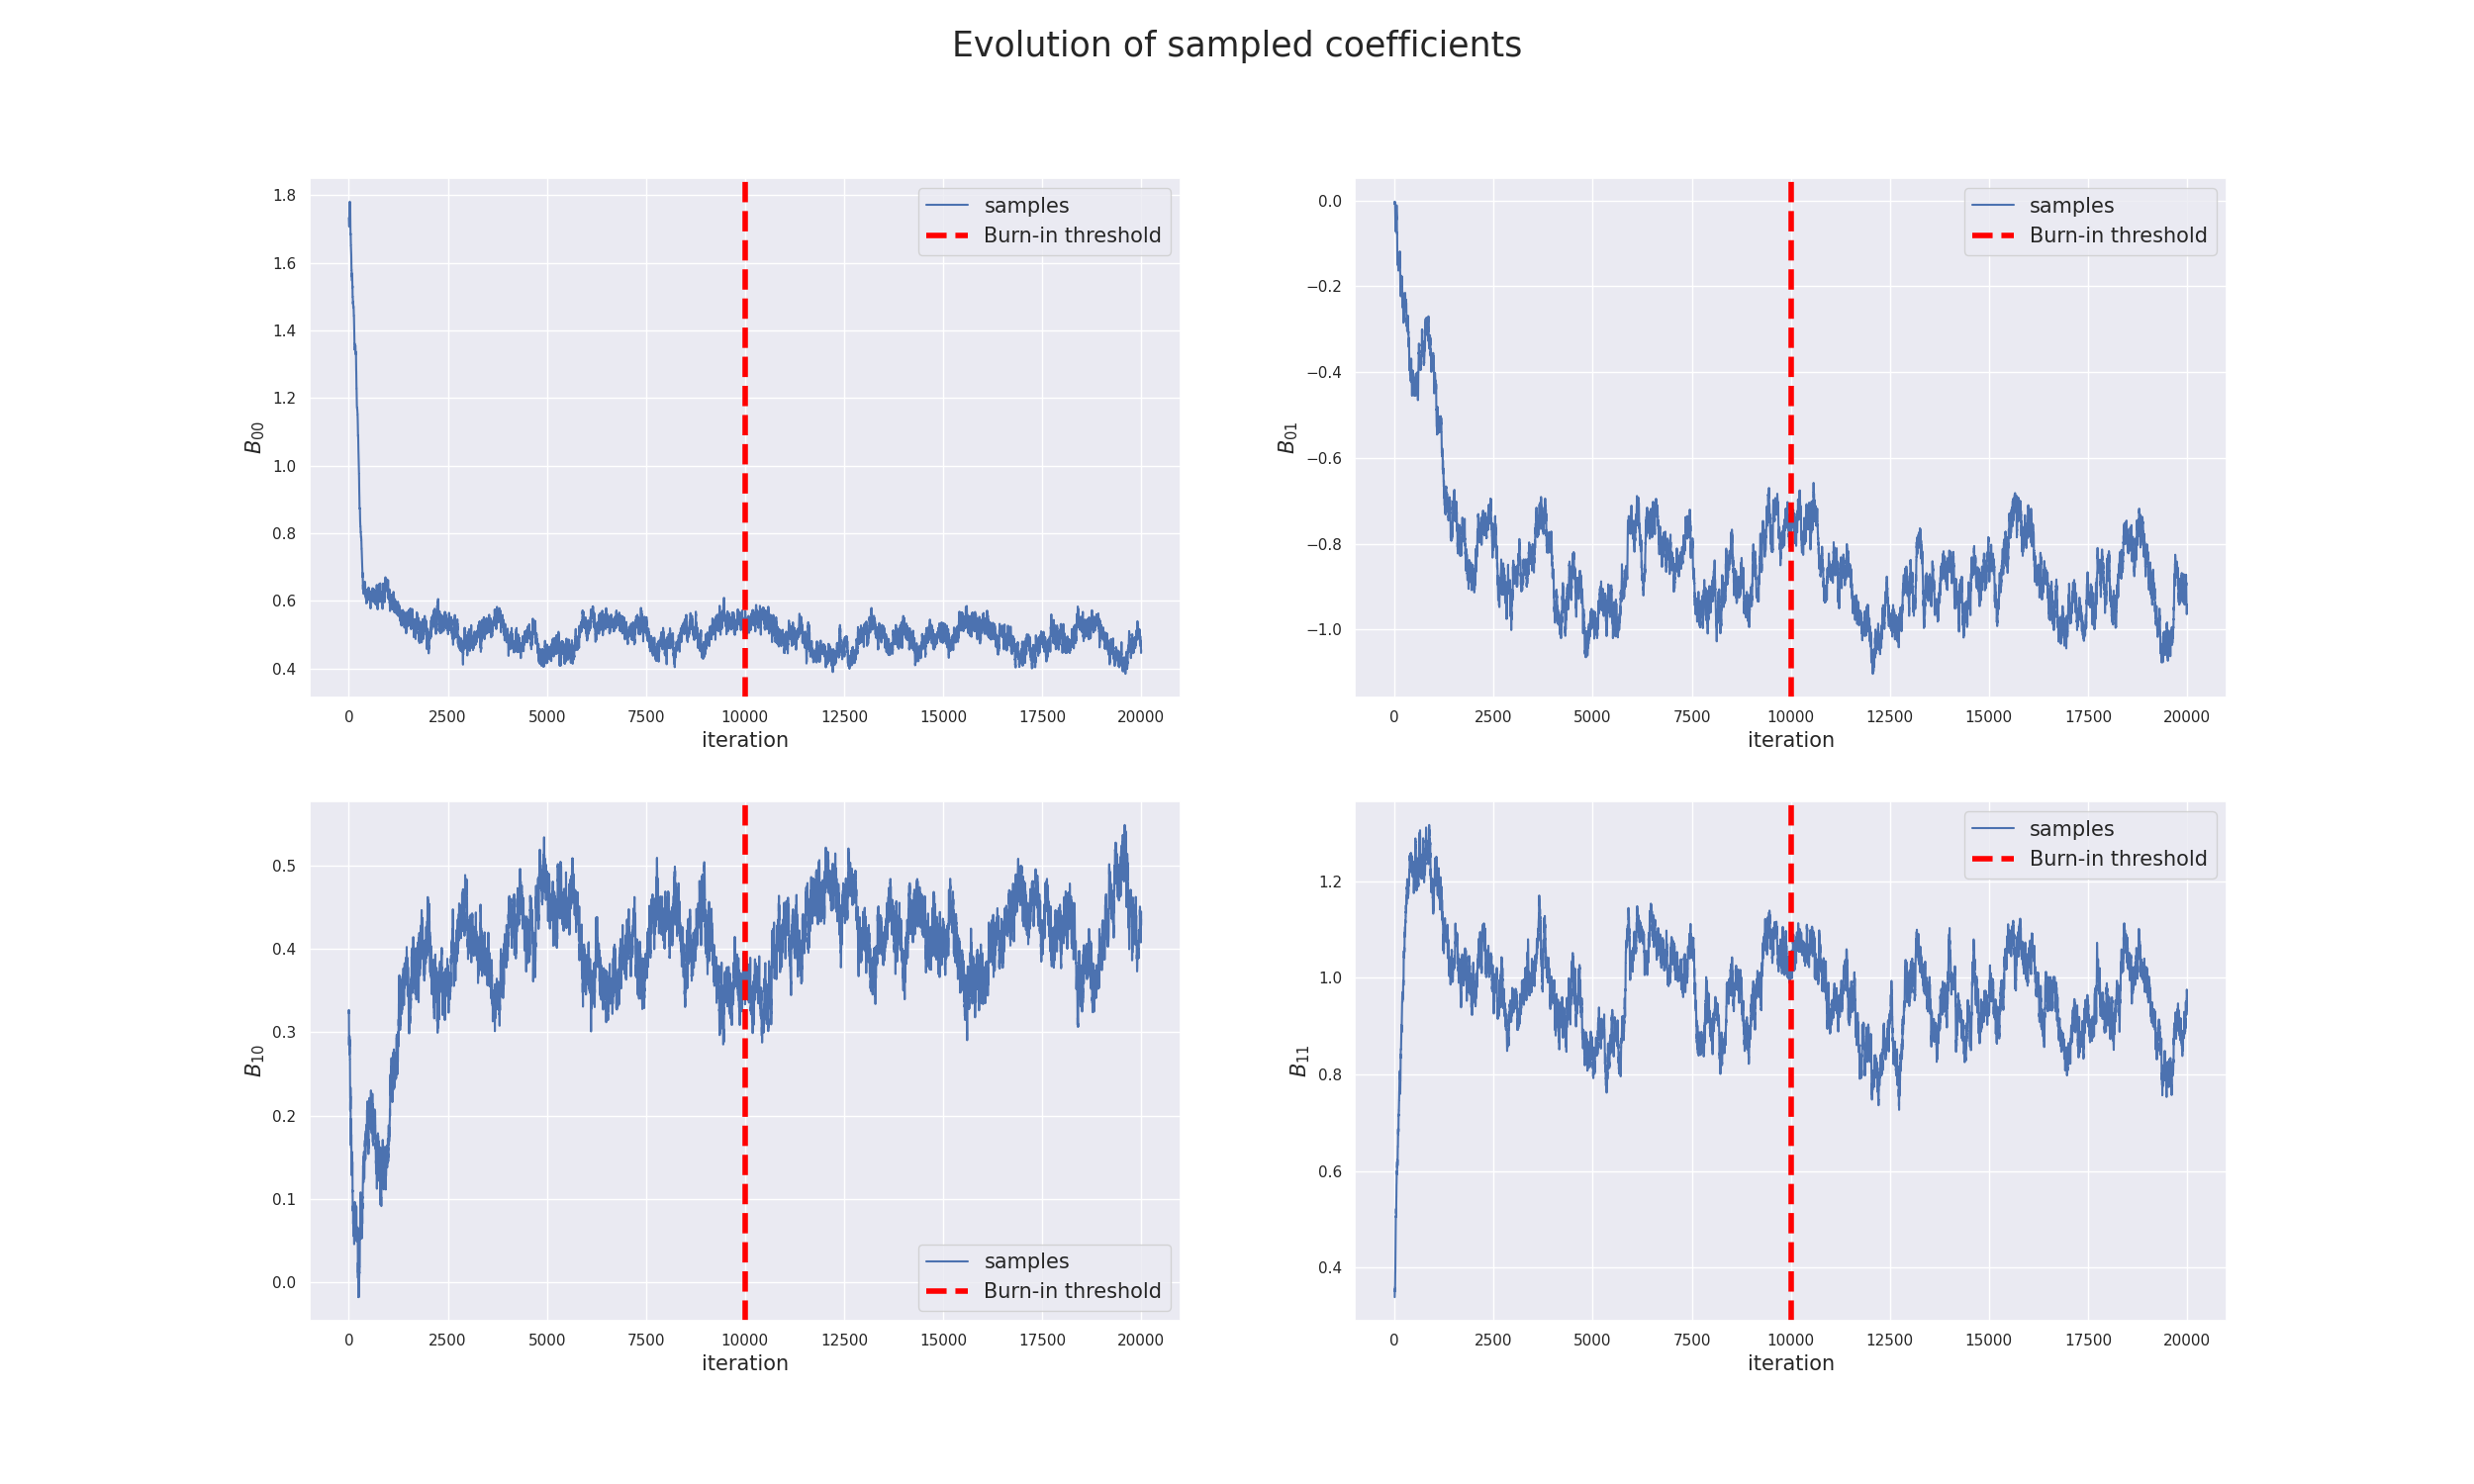 Evolution of sampled coefficients
1.8
1.6
1.4
1.2
1.0
0.8
0.6
0.4
B00
samples
Burn-in threshold
0 2500 5000 7500 10000 12500 15000 17500 20000
iteration
0.0
−0.2
−0.4
−0.6
−0.8
−1.0
B01
samples
Burn-in threshold
0 2500 5000 7500 10000 12500 15000 17500 20000
iteration
0.5
0.4
0.3
0.2
0.1
0.0
B10
samples
Burn-in threshold
0 2500 5000 7500 10000 12500 15000 17500 20000
iteration
1.2
1.0
0.8
0.6
0.4
B11
samples
Burn-in threshold
0 2500 5000 7500 10000 12500 15000 17500 20000
iteration